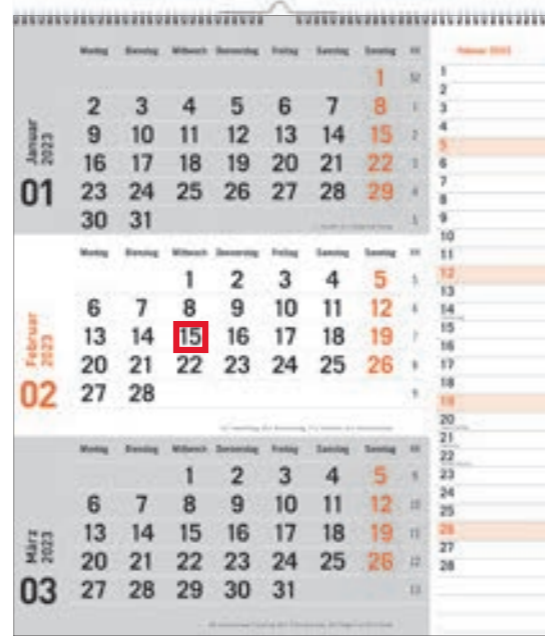 Januar 2023
01
Montag Dienstag Mittwoch Donnerstag Freitag Samstag Sonntag KW
1 52
2 3 4 5 6 7 8 1
9 10 11 12 13 14 15 2
16 17 18 19 20 21 22 3
23 24 25 26 27 28 29 4
30 31 5
Februar 2023
02
Montag Dienstag Mittwoch Donnerstag Freitag Samstag Sonntag KW
1 2 3 4 5 5
6 7 8 9 10 11 12 6
13 14 15 16 17 18 19 7
20 21 22 23 24 25 26 8
27 28 9
März 2023
03
Montag Dienstag Mittwoch Donnerstag Freitag Samstag Sonntag
1 2 3 4 5 9
6 7 8 9 10 11 12 10
13 14 15 16 17 18 19 11
20 21 22 23 24 25 26 12
27 28 29 30 31 13
Februar 2023
1
2
3
4
5
6
7
8
9
10
11
12
13
14
15
16
17
18
19
20
21
22
23
24
25
26
27
28